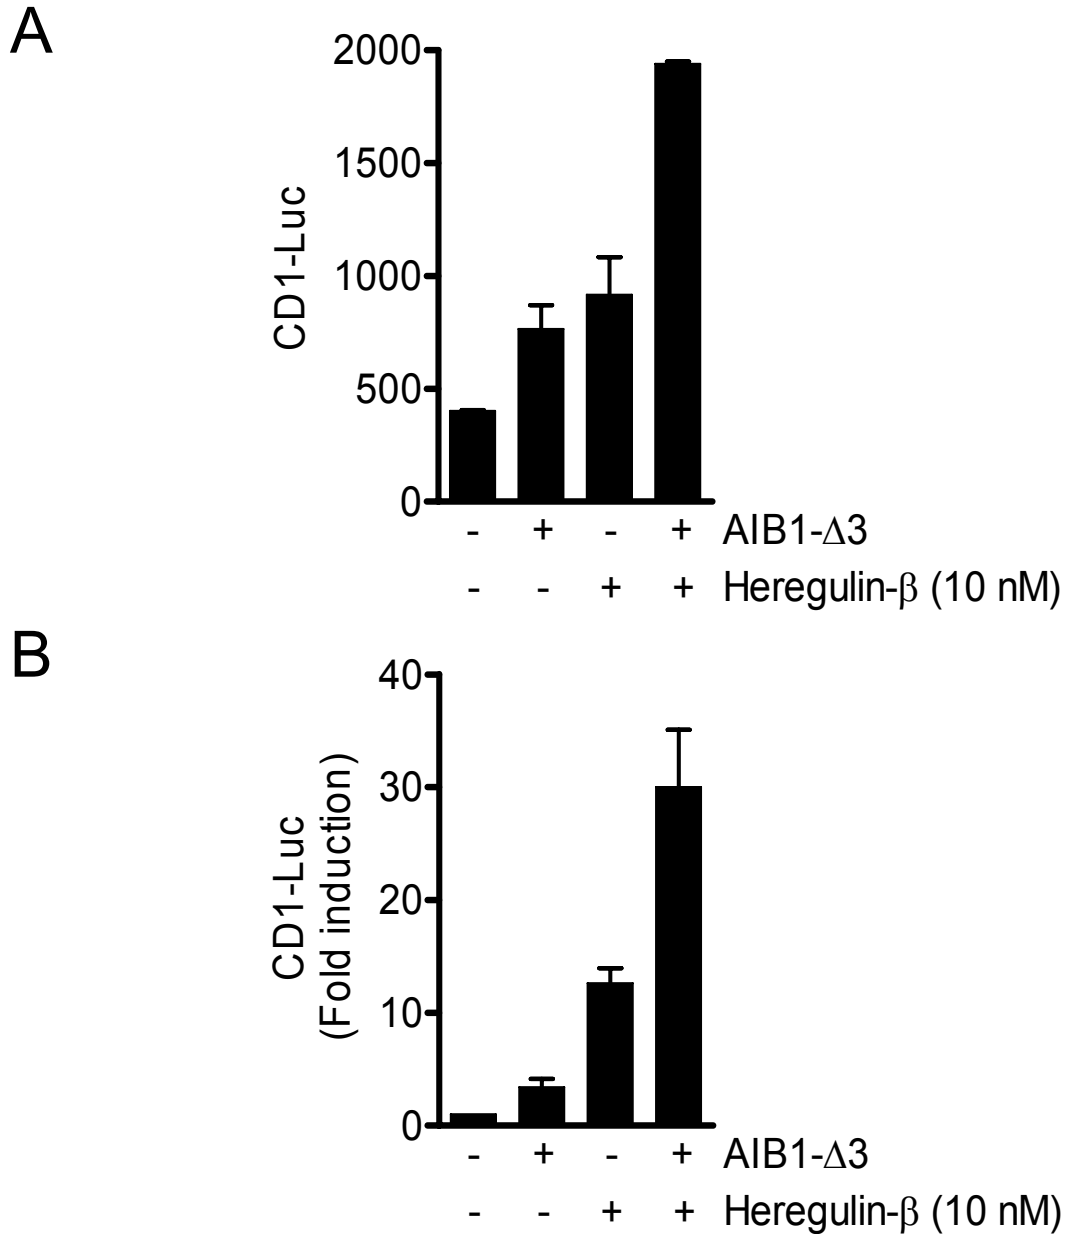 A
2000
1500
1000
500
0
CD1-Luc
- + - + AIB1-Δ3
- - + + Heregulin-β (10 nM)
B
40
30
20
10
0
CD1-Luc
(Fold induction)
- + - + AIB1-Δ3
- - + + Heregulin-β (10 nM)